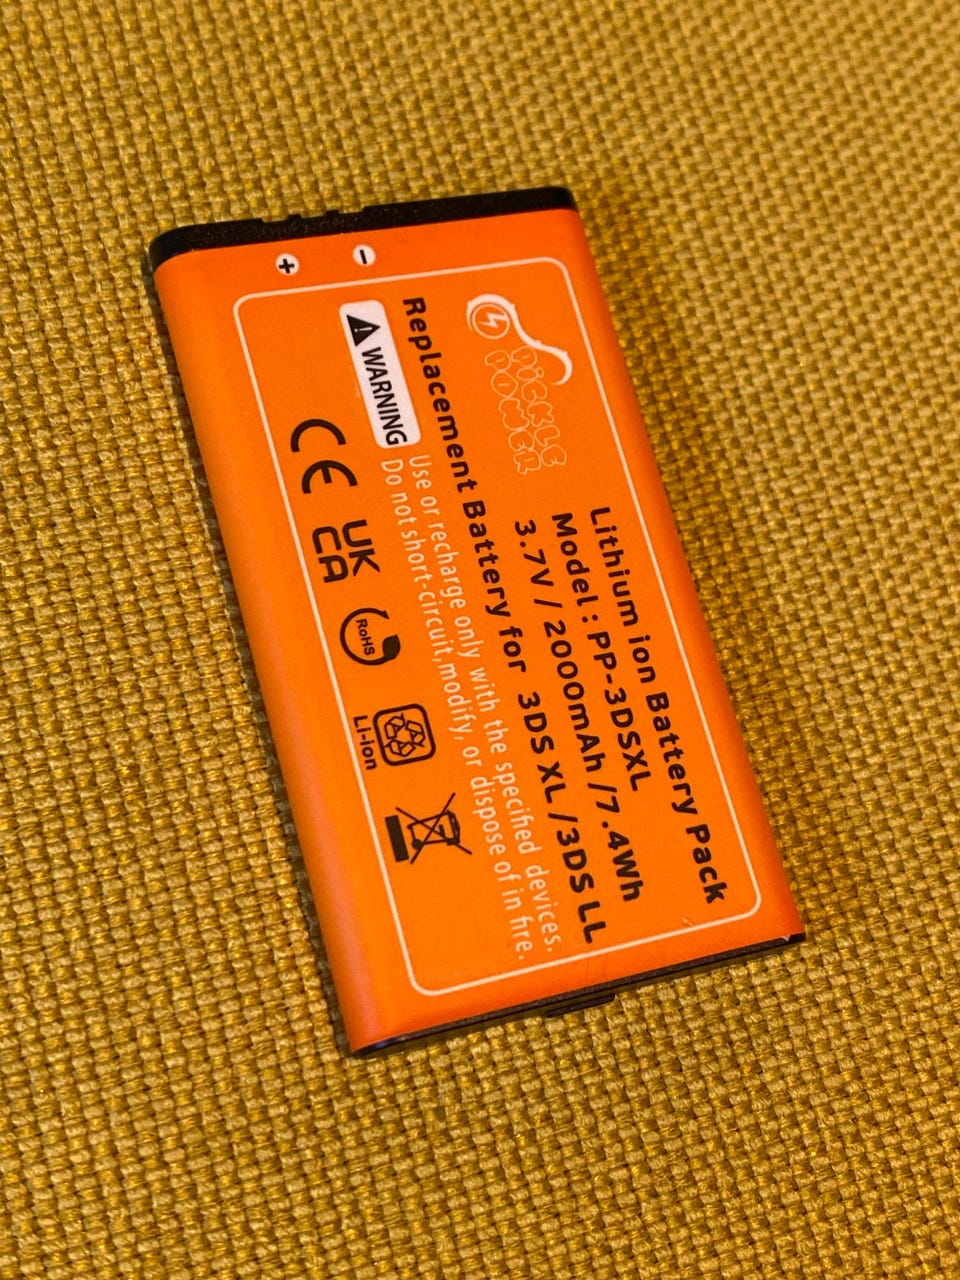 Pickle
POWER
Lithium ion Battery Pack
Model : PP-3DSXL
3.7V / 2000mAh / 7.4Wh
Replacement Battery for 3DS XL / 3DS LL
WARNING
Use or recharge only with the specified devices.
Do not short-circuit,modify, or dispose of in fire.
CE
UK
CA
RoHS
Li-ion
+
−